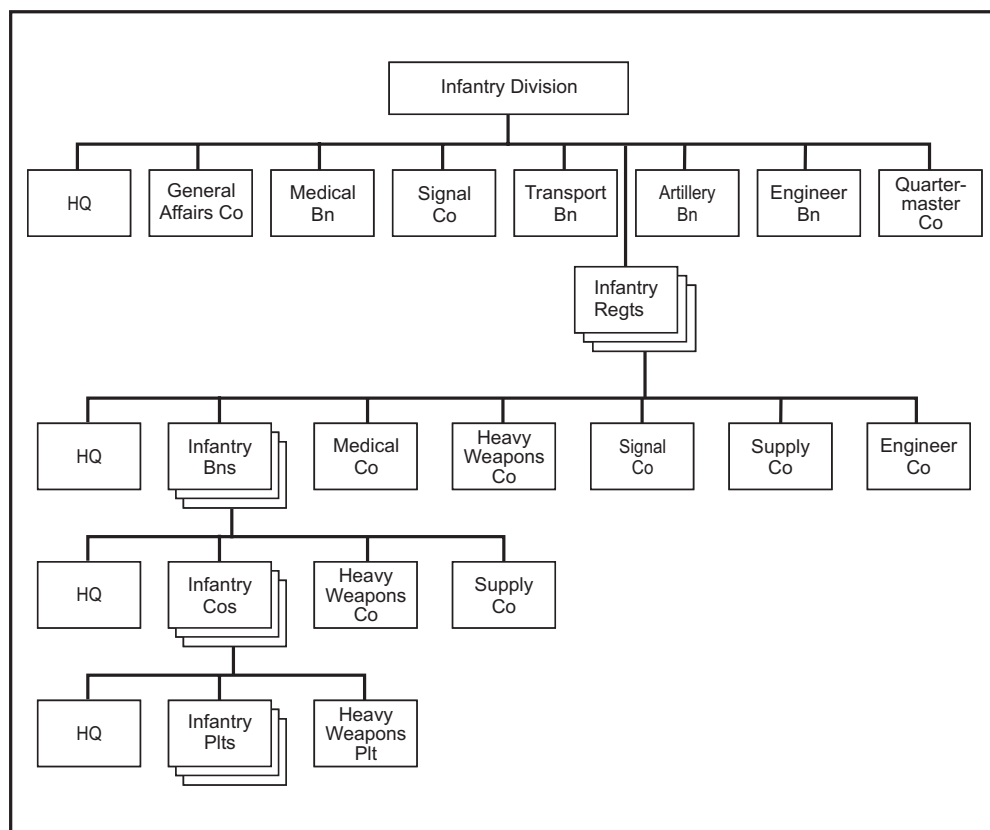 Infantry Division
HQ
General
Affairs Co
Medical
Bn
Signal
Co
Transport
Bn
Artillery
Bn
Engineer
Bn
Quarter-
master
Co
Infantry
Regts
HQ
Infantry
Bns
Medical
Co
Heavy
Weapons
Co
Signal
Co
Supply
Co
Engineer
Co
HQ
Infantry
Cos
Heavy
Weapons
Co
Supply
Co
HQ
Infantry
Plts
Heavy
Weapons
Plt